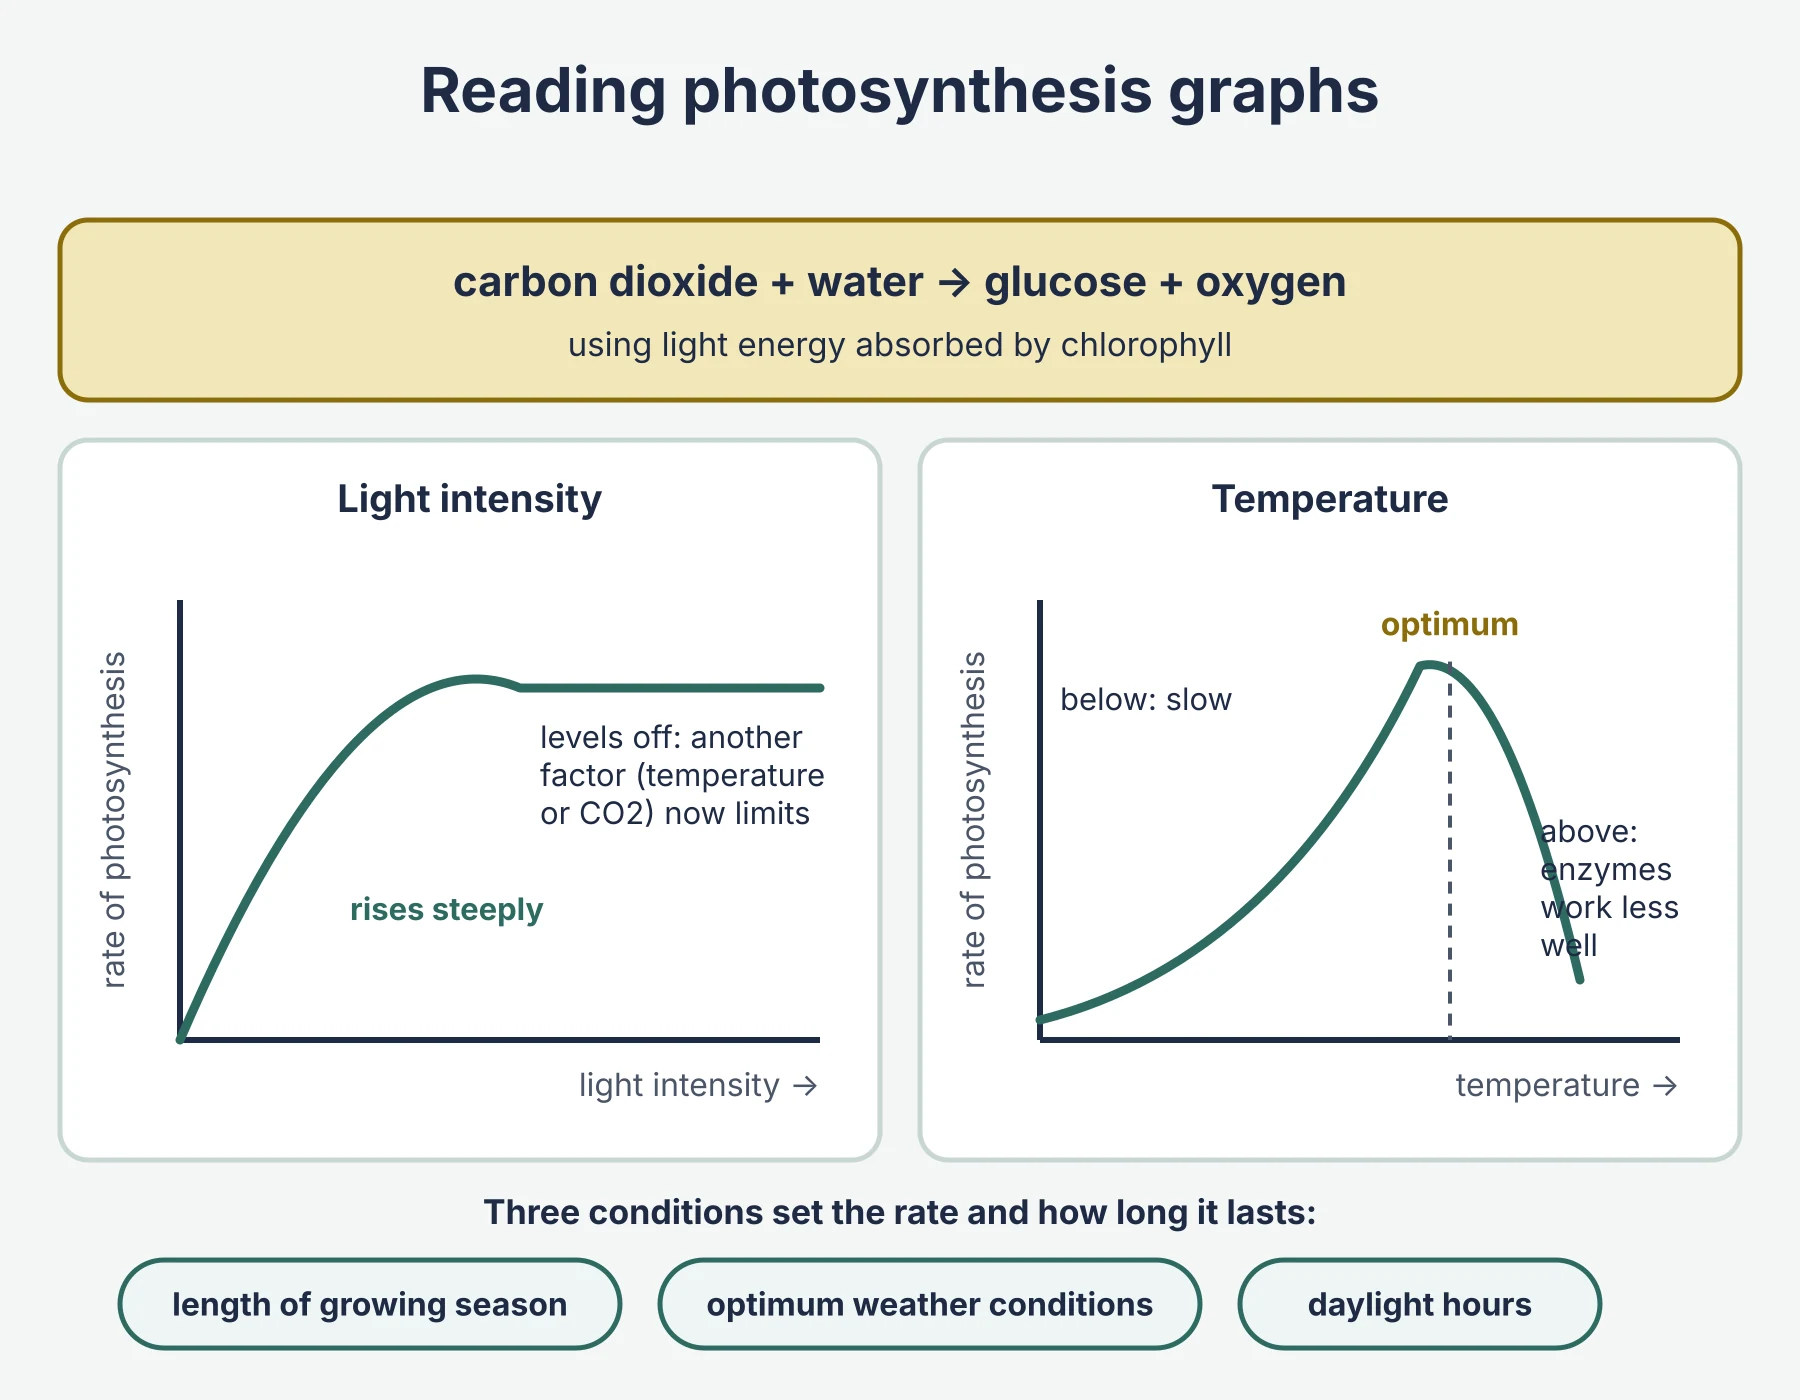 Reading photosynthesis graphs
carbon dioxide + water → glucose + oxygen
using light energy absorbed by chlorophyll
Light intensity
rate of photosynthesis
levels off: another
factor (temperature
or CO2) now limits
rises steeply
light intensity →
Temperature
rate of photosynthesis
optimum
below: slow
above:
enzymes
work less
well
temperature →
Three conditions set the rate and how long it lasts:
length of growing season
optimum weather conditions
daylight hours